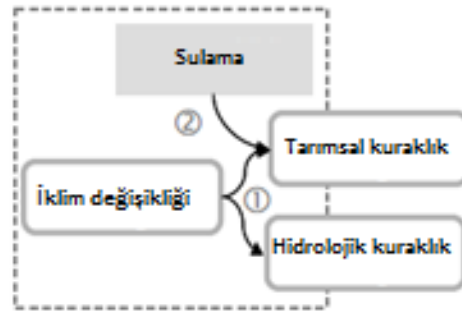 Sulama
②
Tarımsal kuraklık
İklim değişikliği
①
Hidrolojik kuraklık